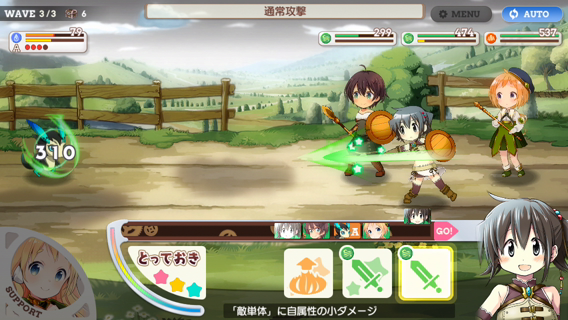 WAVE 3/3 6
通常攻撃
MENU
AUTO
79
A
299
474
537
310
A
GO!
とっておき
SUPPORT
「敵単体」に自属性の小ダメージ